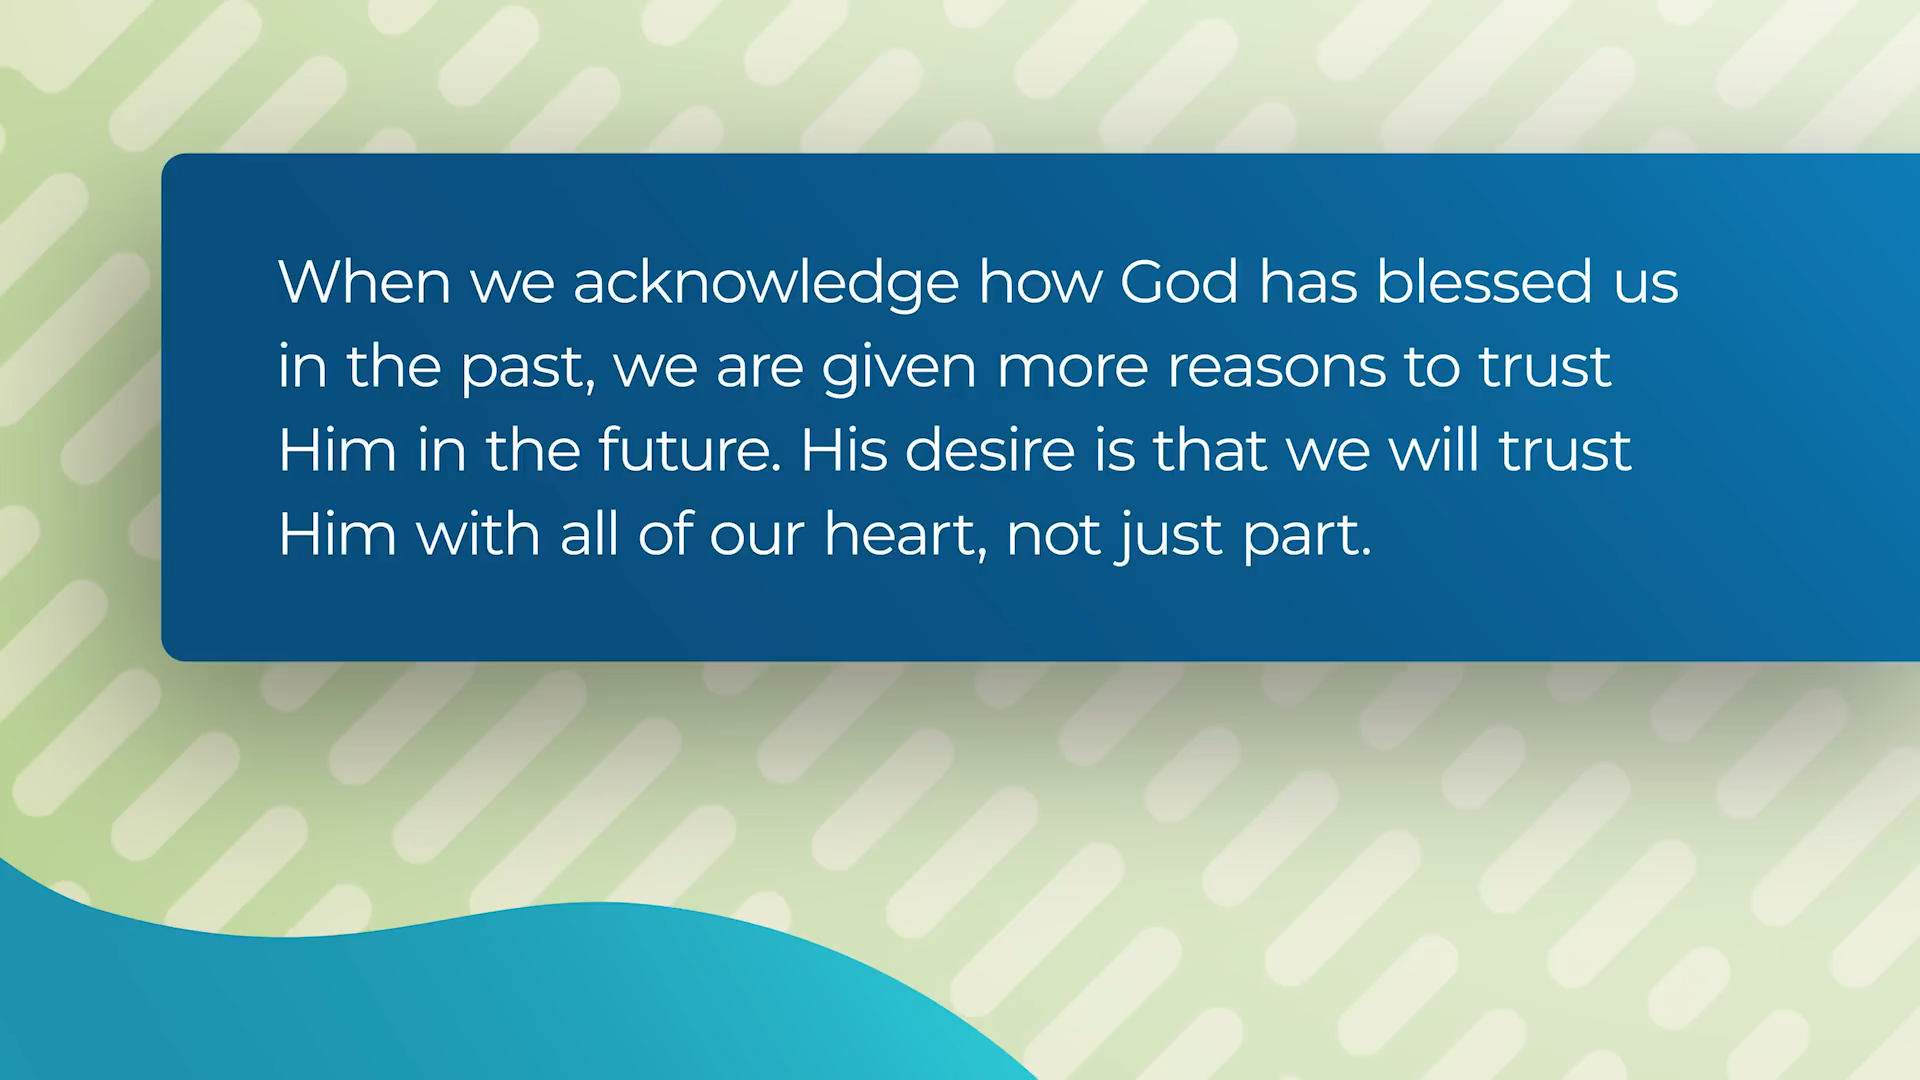 When we acknowledge how God has blessed us
in the past, we are given more reasons to trust
Him in the future. His desire is that we will trust
Him with all of our heart, not just part.